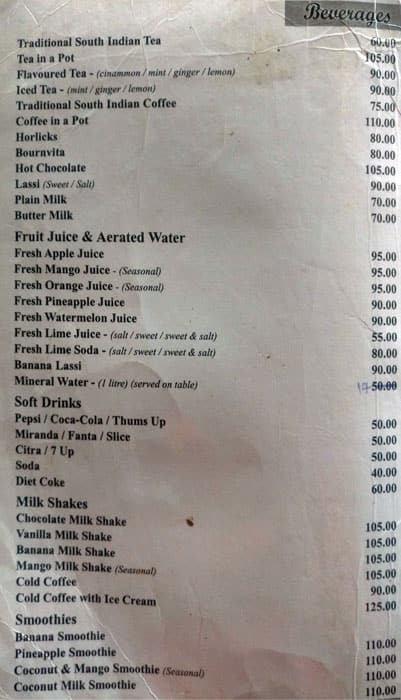 Beverages
Traditional South Indian Tea 60.00
Tea in a Pot 105.00
Flavoured Tea - (cinammon / mint / ginger / lemon) 90.00
Iced Tea - (mint / ginger / lemon) 90.00
Traditional South Indian Coffee 75.00
Coffee in a Pot 110.00
Horlicks 80.00
Bournvita 80.00
Hot Chocolate 105.00
Lassi (Sweet / Salt) 90.00
Plain Milk 70.00
Butter Milk 70.00
Fruit Juice & Aerated Water
Fresh Apple Juice 95.00
Fresh Mango Juice - (Seasonal) 95.00
Fresh Orange Juice - (Seasonal) 95.00
Fresh Pineapple Juice 90.00
Fresh Watermelon Juice 90.00
Fresh Lime Juice - (salt / sweet / sweet & salt) 55.00
Fresh Lime Soda - (salt / sweet / sweet & salt) 80.00
Banana Lassi 90.00
Mineral Water - (1 litre) (served on table) 50.00
Soft Drinks
Pepsi / Coca-Cola / Thums Up 50.00
Miranda / Fanta / Slice 50.00
Citra / 7 Up 50.00
Soda 40.00
Diet Coke 60.00
Milk Shakes
Chocolate Milk Shake 105.00
Vanilla Milk Shake 105.00
Banana Milk Shake 105.00
Mango Milk Shake (Seasonal) 105.00
Cold Coffee 90.00
Cold Coffee with Ice Cream 125.00
Smoothies
Banana Smoothie 110.00
Pineapple Smoothie 110.00
Coconut & Mango Smoothie (Seasonal) 110.00
Coconut Milk Smoothie 110.00